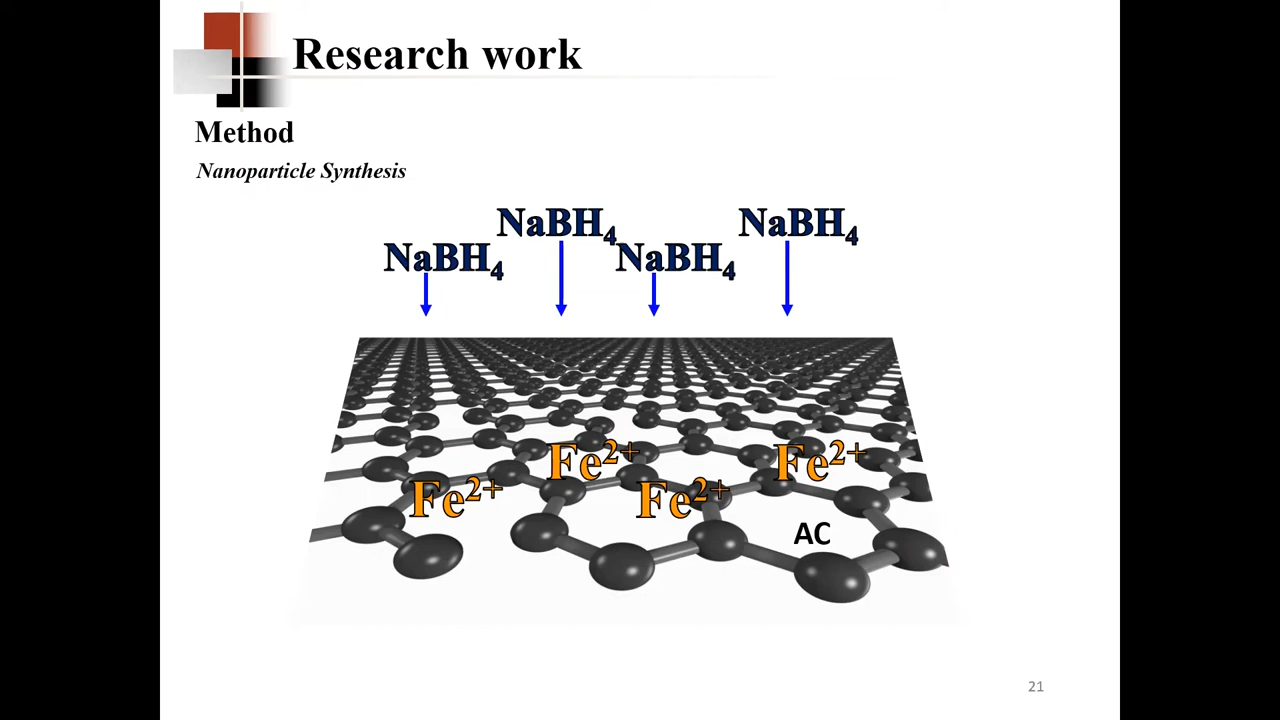 Research work
Method
Nanoparticle Synthesis
NaBH₄ NaBH₄
NaBH₄ NaBH₄
Fe²⁺ Fe²⁺
Fe²⁺ Fe²⁺
AC
21